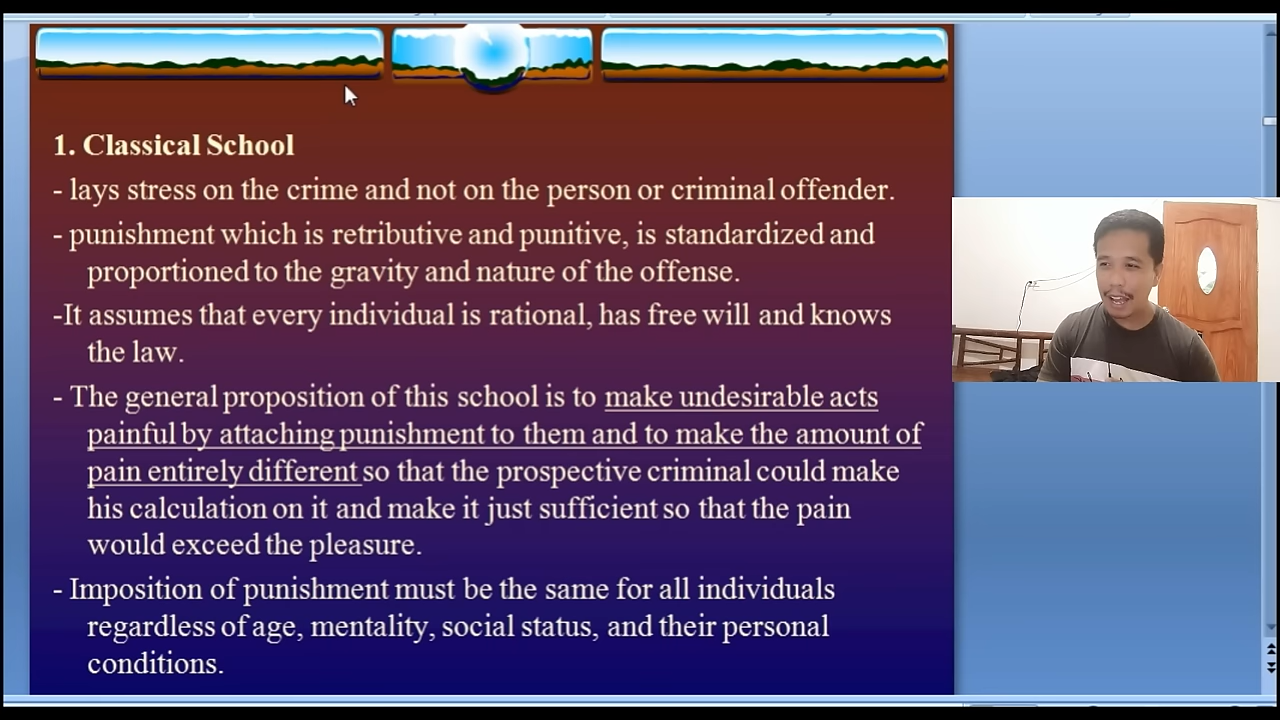 1. Classical School
- lays stress on the crime and not on the person or criminal offender.
- punishment which is retributive and punitive, is standardized and
proportioned to the gravity and nature of the offense.
-It assumes that every individual is rational, has free will and knows
the law.
- The general proposition of this school is to make undesirable acts
painful by attaching punishment to them and to make the amount of
pain entirely different so that the prospective criminal could make
his calculation on it and make it just sufficient so that the pain
would exceed the pleasure.
- Imposition of punishment must be the same for all individuals
regardless of age, mentality, social status, and their personal
conditions.